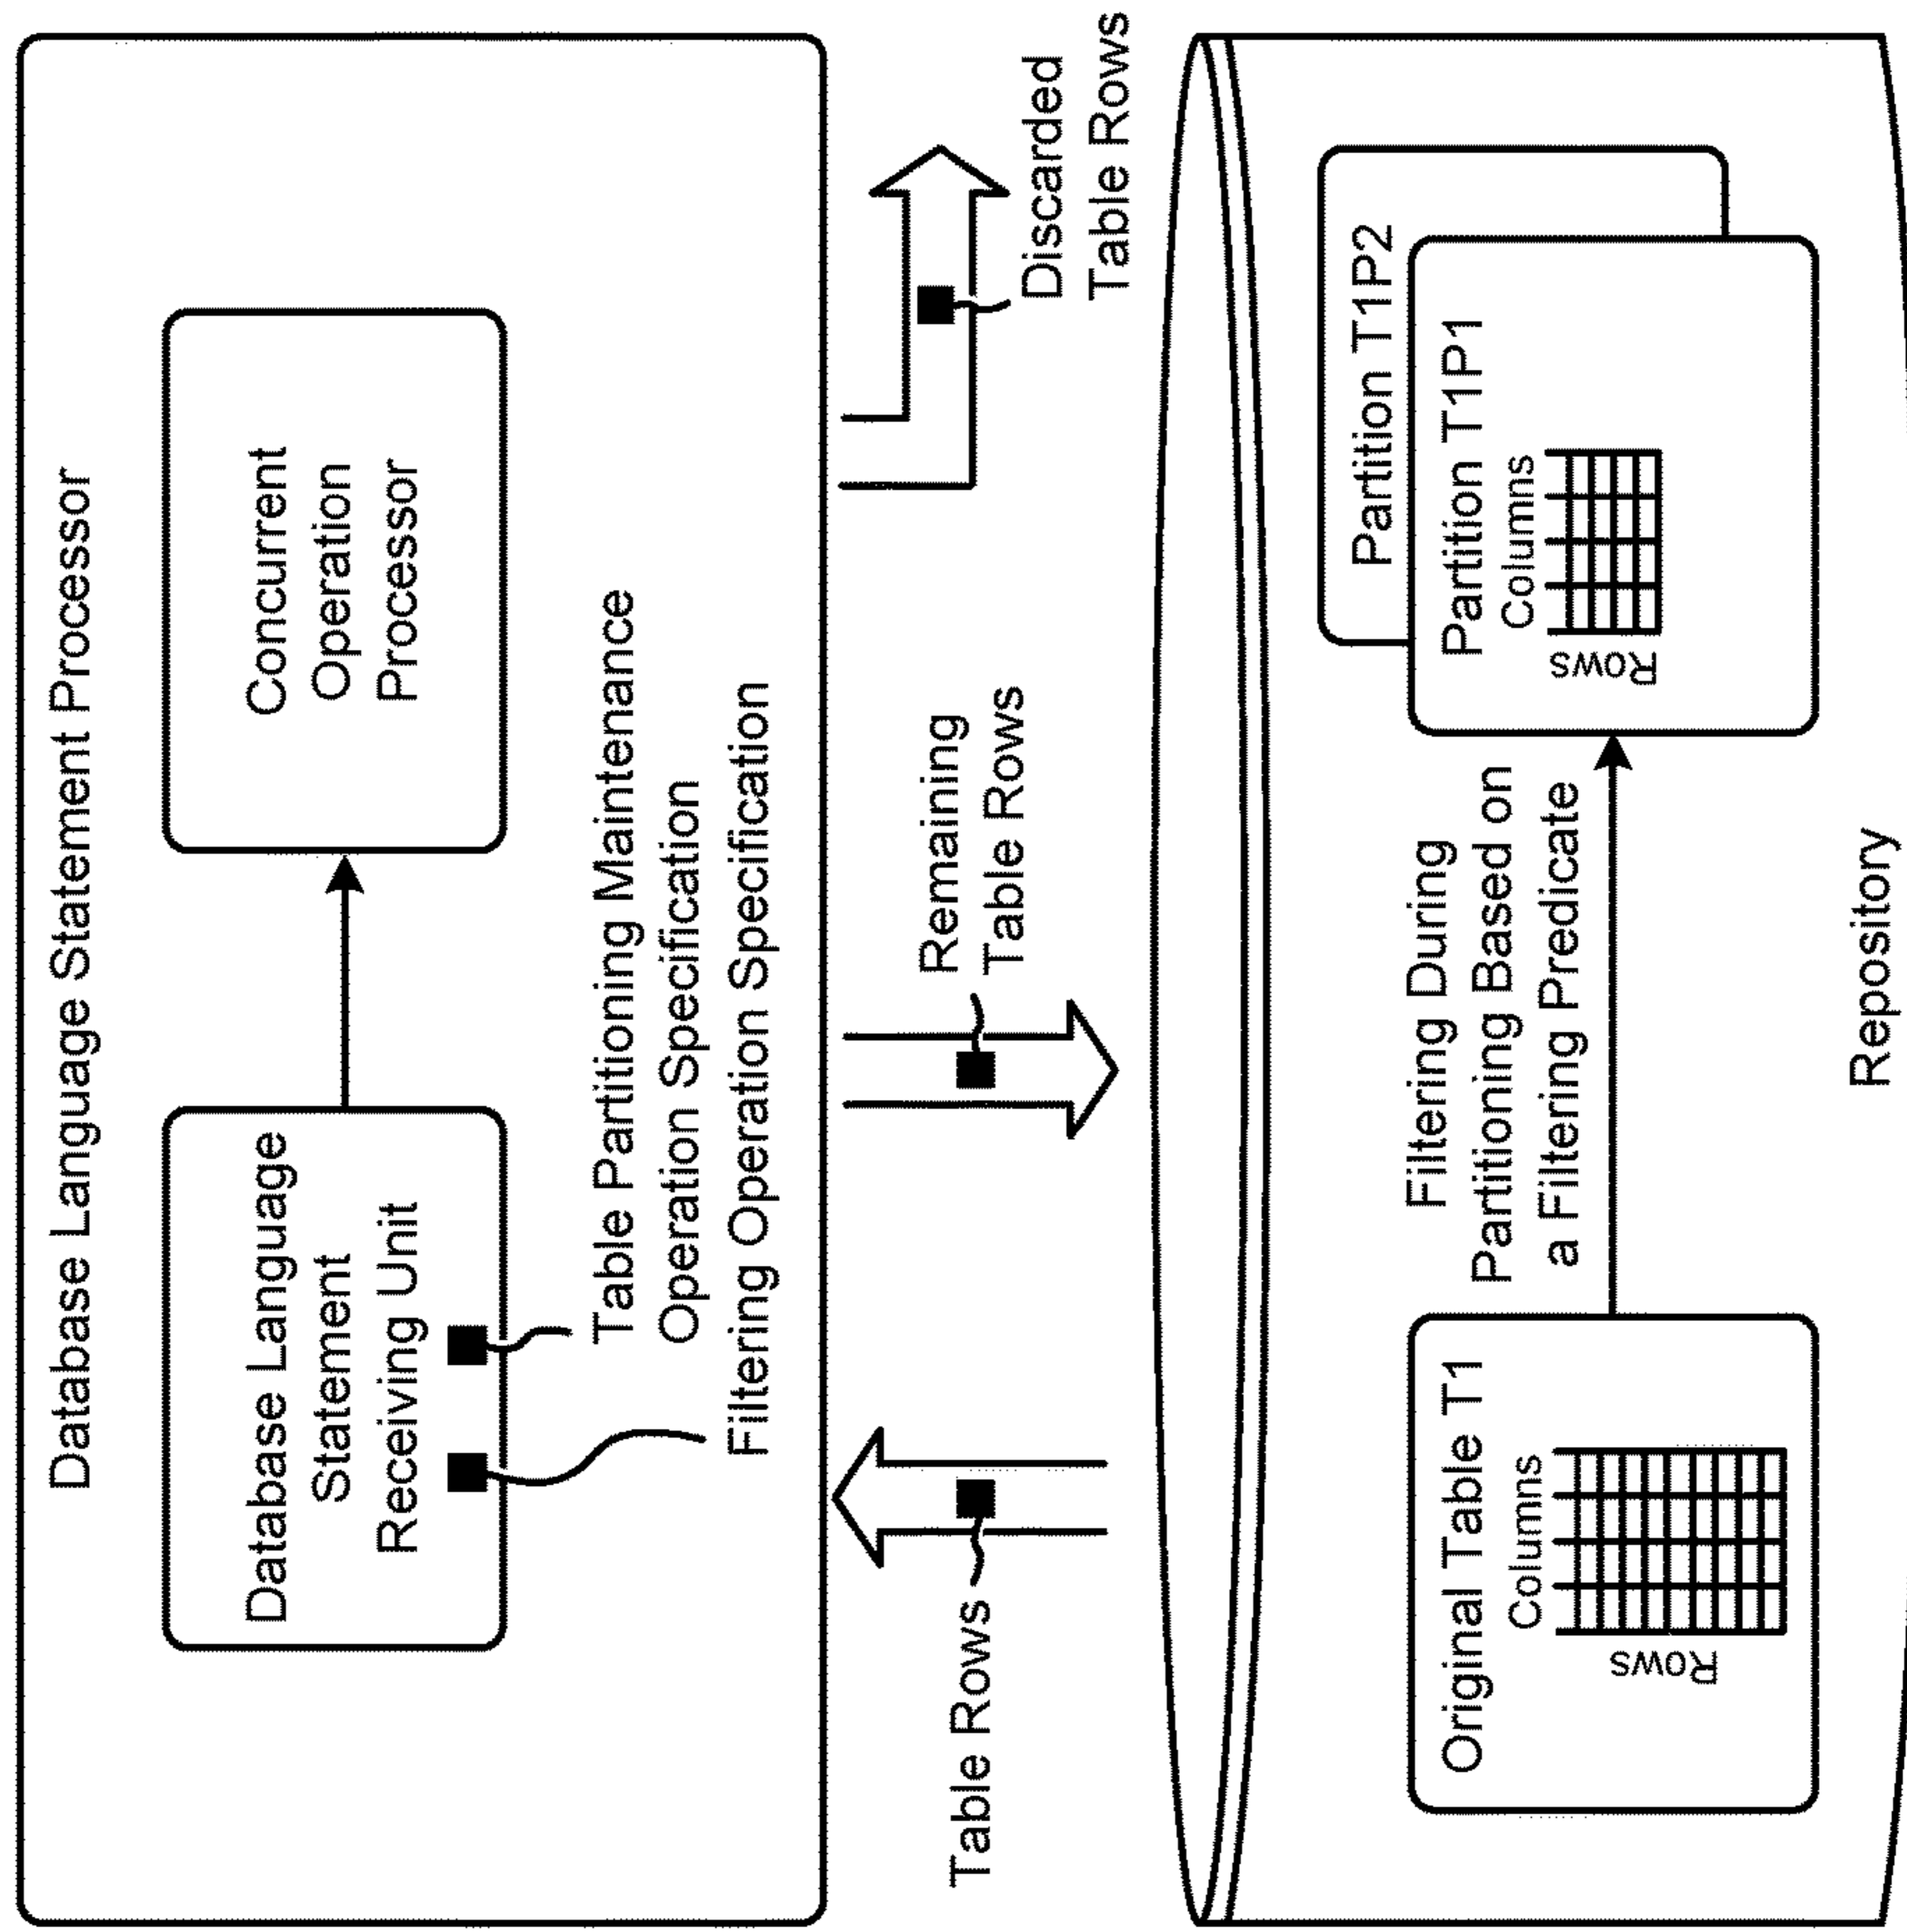 Database Language Statement Processor
Database Language
Statement
Receiving Unit
Concurrent
Operation
Processor
Table Partitioning Maintenance
Operation Specification
Filtering Operation Specification
Table Rows
Remaining
Table Rows
Discarded
Table Rows
Original Table T1
Columns
Rows
Filtering During
Partitioning Based on
a Filtering Predicate
Partition T1P2
Partition T1P1
Columns
Rows
Repository